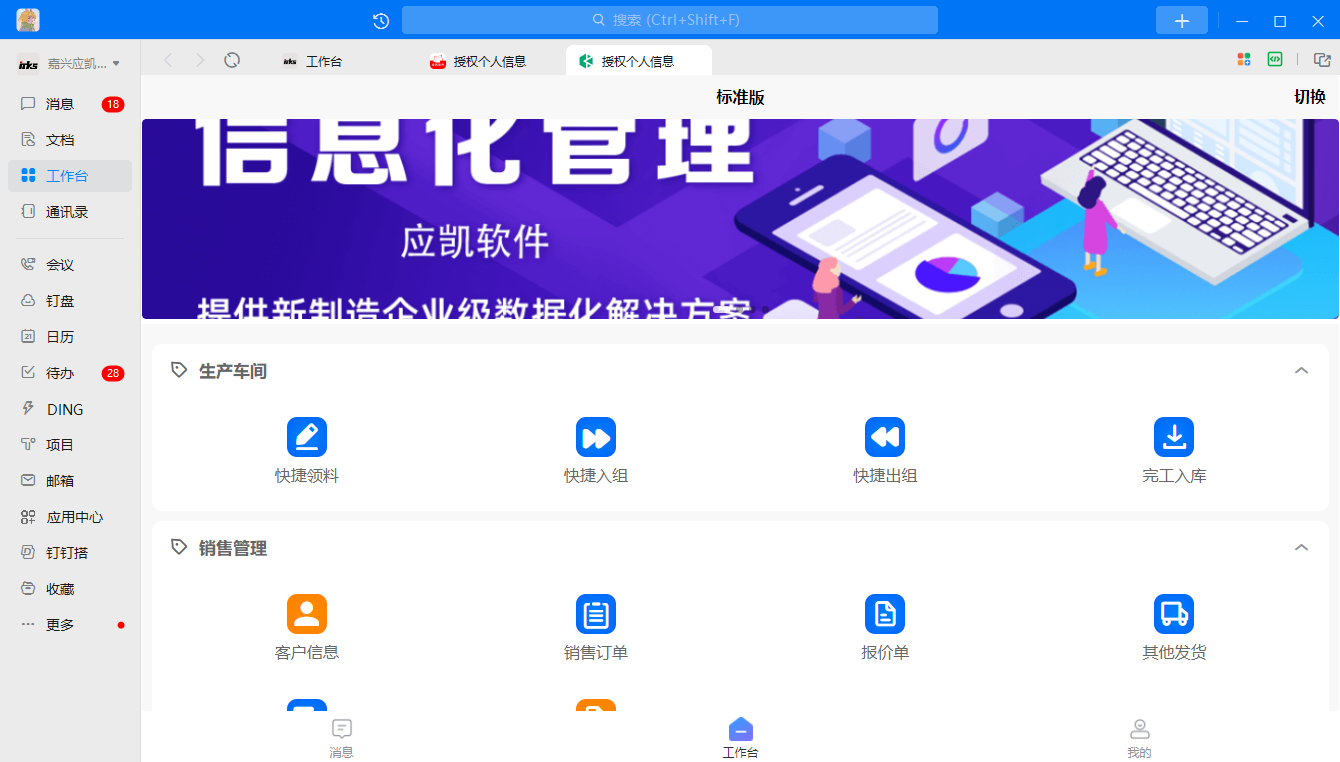 搜索 (Ctrl+Shift+F)
irks 嘉兴应凯...
irks 工作台
授权个人信息
授权个人信息
消息 18
文档
工作台
通讯录
会议
钉盘
21 日历
待办 28
DING
项目
邮箱
应用中心
钉钉搭
收藏
更多
标准版
切换
信息化管理
应凯软件
提供新制造企业级数据化解决方案
生产车间
快捷领料
快捷入组
快捷出组
完工入库
销售管理
客户信息
销售订单
报价单
其他发货
消息
工作台
我的